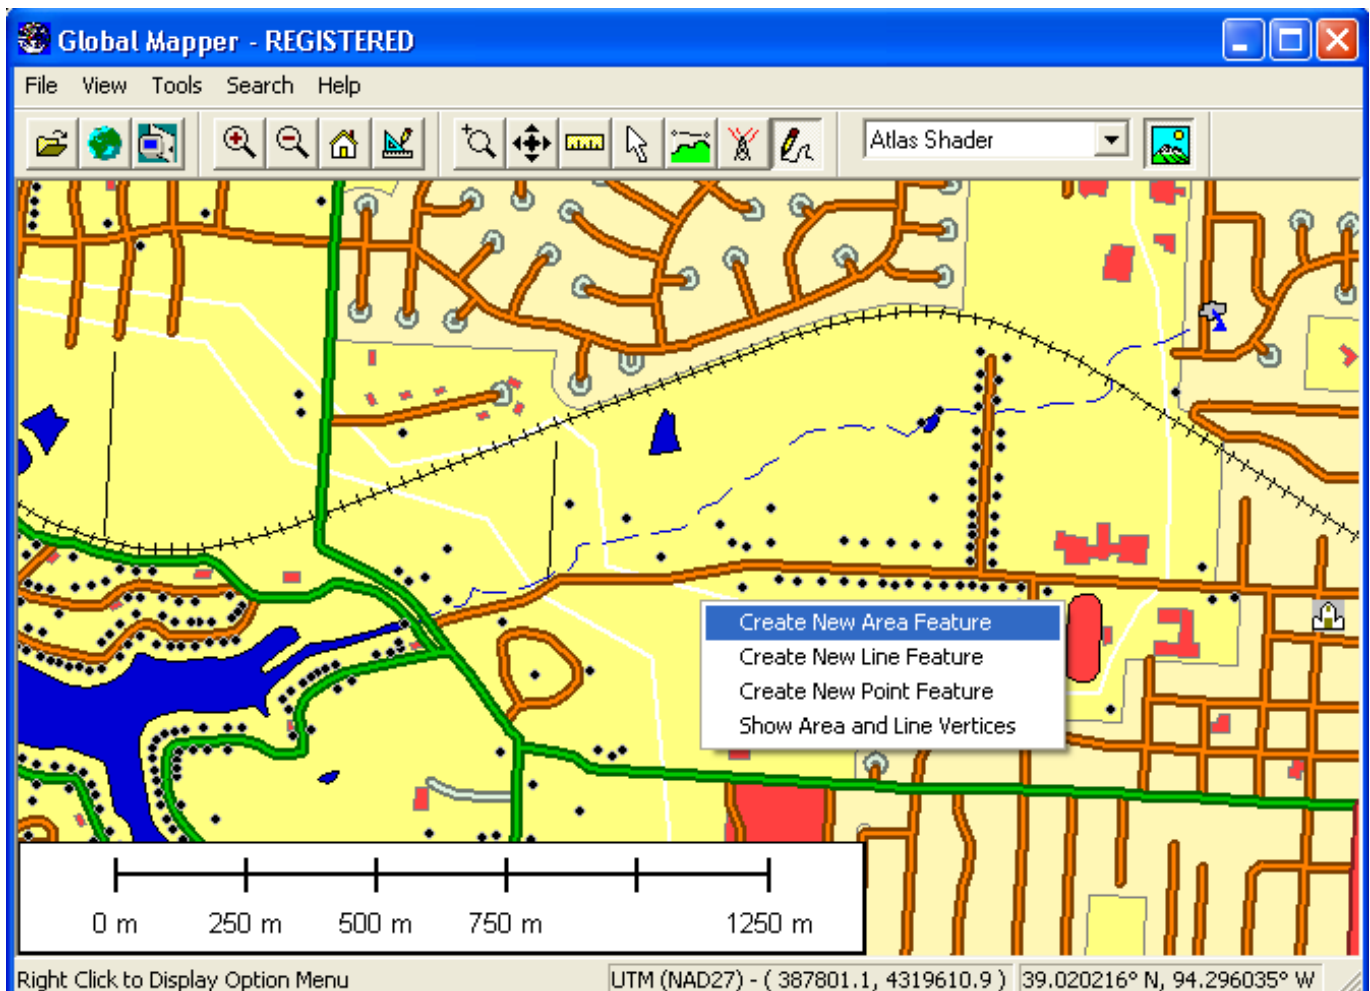 Global Mapper - REGISTERED
File View Tools Search Help
Atlas Shader
Create New Area Feature
Create New Line Feature
Create New Point Feature
Show Area and Line Vertices
0 m 250 m 500 m 750 m 1250 m
Right Click to Display Option Menu UTM (NAD27) - ( 387801.1, 4319610.9 ) 39.020216° N, 94.296035° W